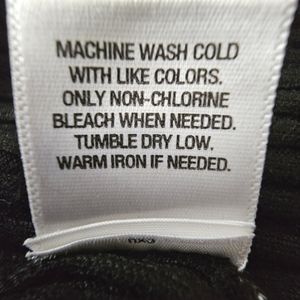 MACHINE WASH COLD
WITH LIKE COLORS.
ONLY NON-CHLORINE
BLEACH WHEN NEEDED.
TUMBLE DRY LOW.
WARM IRON IF NEEDED.